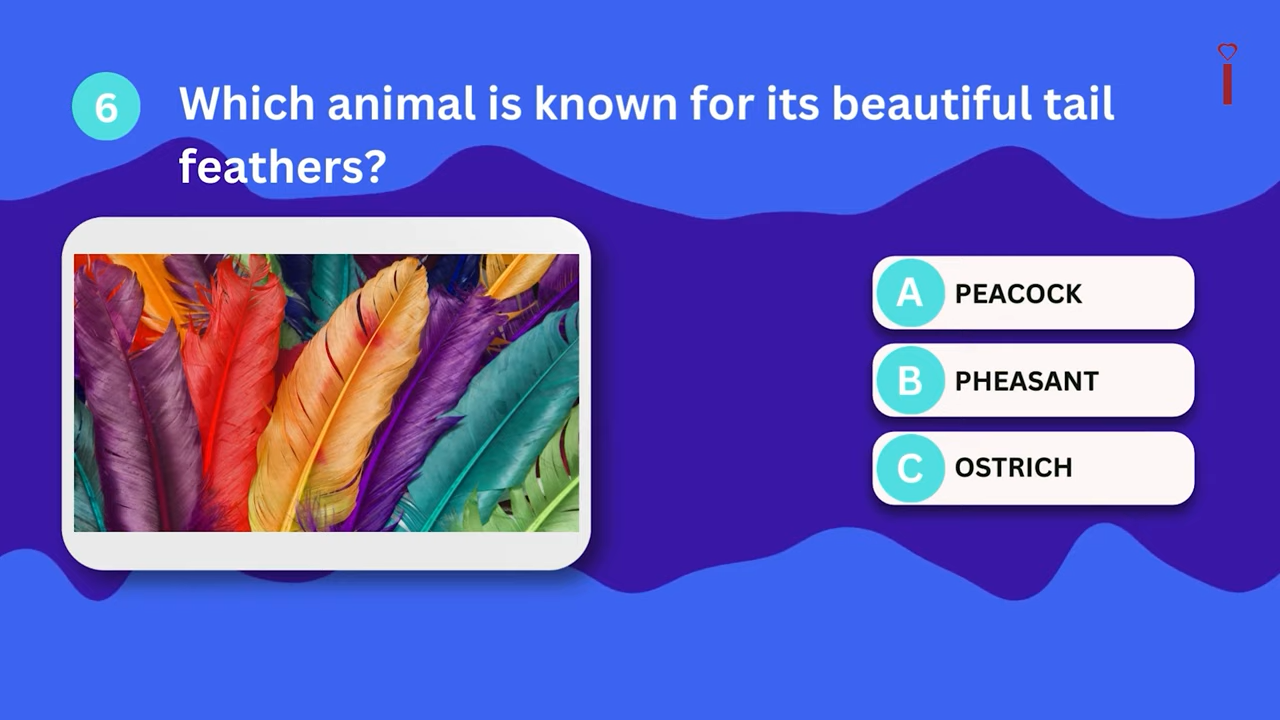 6
Which animal is known for its beautiful tail
feathers?
A PEACOCK
B PHEASANT
C OSTRICH